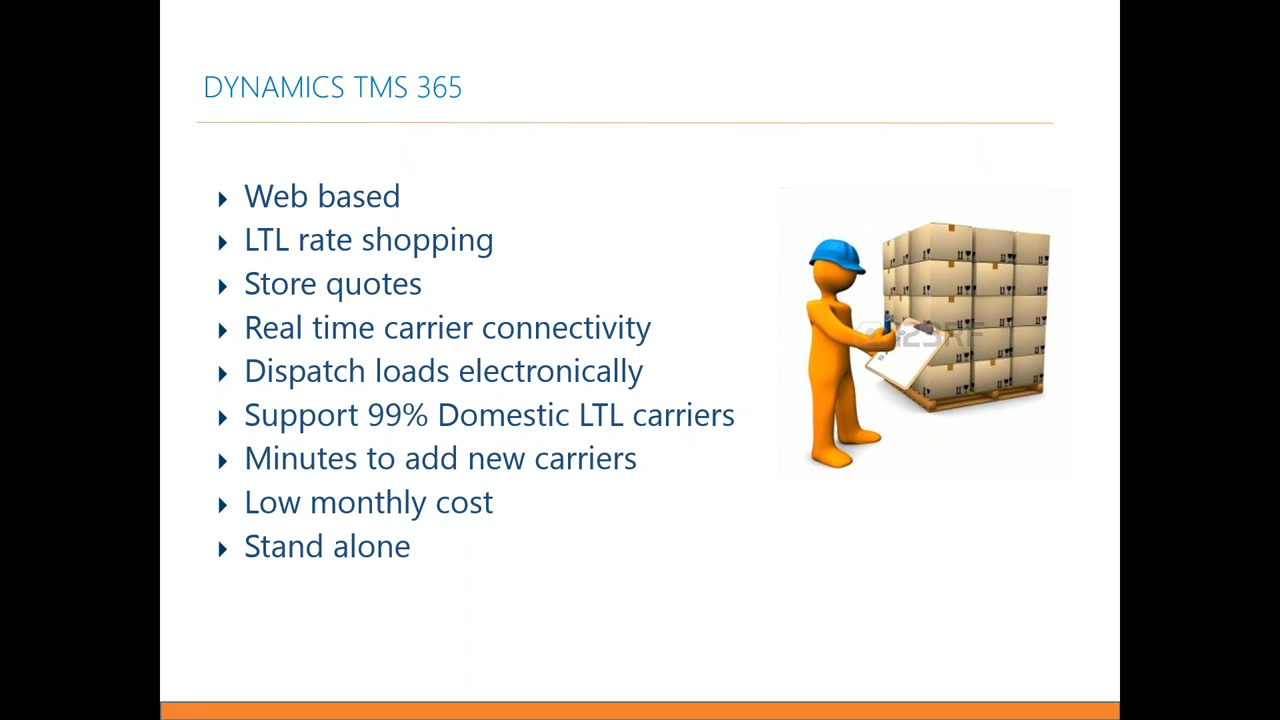 DYNAMICS TMS 365
Web based
LTL rate shopping
Store quotes
Real time carrier connectivity
Dispatch loads electronically
Support 99% Domestic LTL carriers
Minutes to add new carriers
Low monthly cost
Stand alone